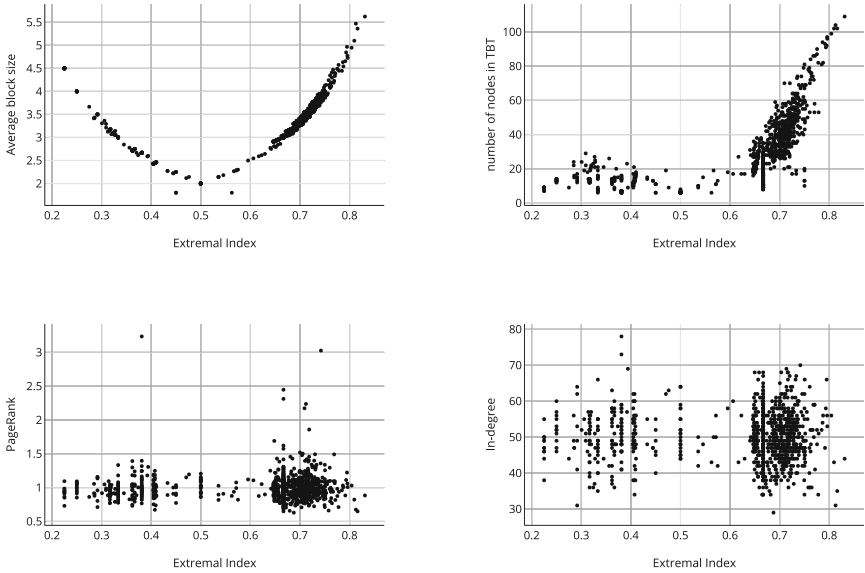 5.5
5
4.5
4
3.5
3
2.5
2
Average block size
0.2 0.3 0.4 0.5 0.6 0.7 0.8
Extremal Index
100
80
60
40
20
0
number of nodes in TBT
0.2 0.3 0.4 0.5 0.6 0.7 0.8
Extremal Index
3
2.5
2
1.5
1
0.5
PageRank
0.2 0.3 0.4 0.5 0.6 0.7 0.8
Extremal Index
80
70
60
50
40
30
In-degree
0.2 0.3 0.4 0.5 0.6 0.7 0.8
Extremal Index